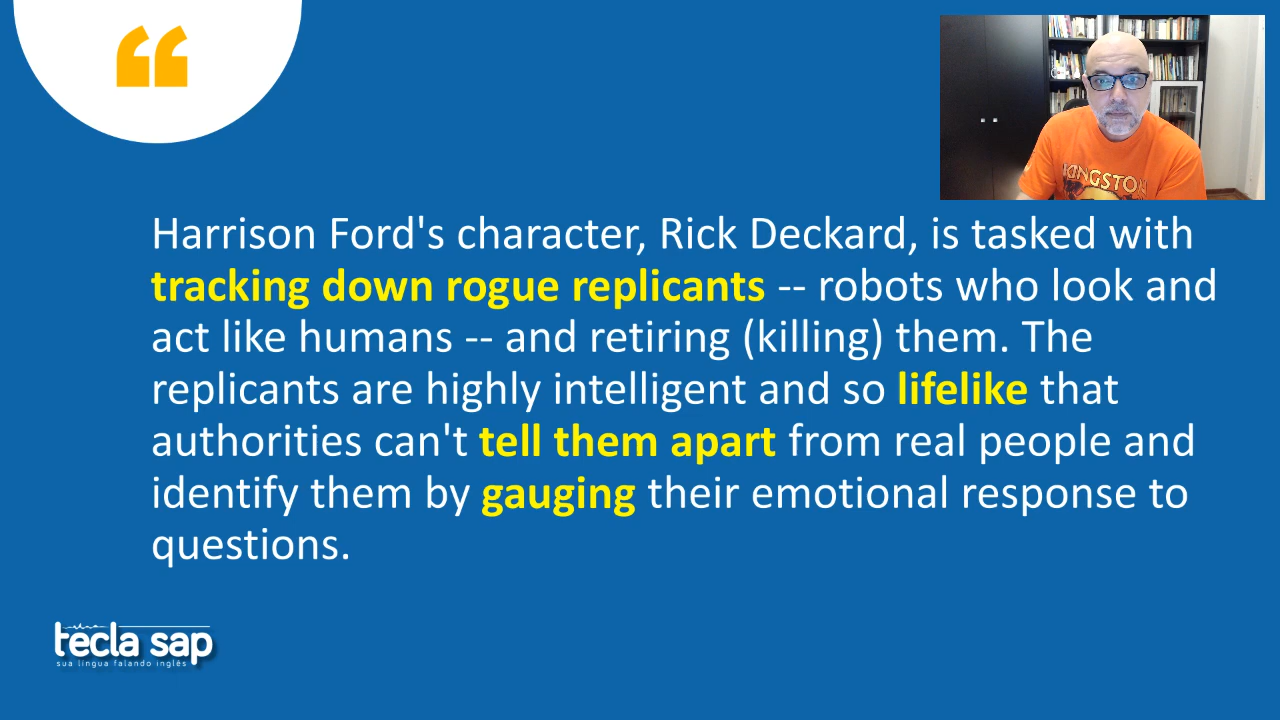 “
KINGSTON
Harrison Ford's character, Rick Deckard, is tasked with
tracking down rogue replicants -- robots who look and
act like humans -- and retiring (killing) them. The
replicants are highly intelligent and so lifelike that
authorities can't tell them apart from real people and
identify them by gauging their emotional response to
questions.
tecla sap
sua língua falando inglês